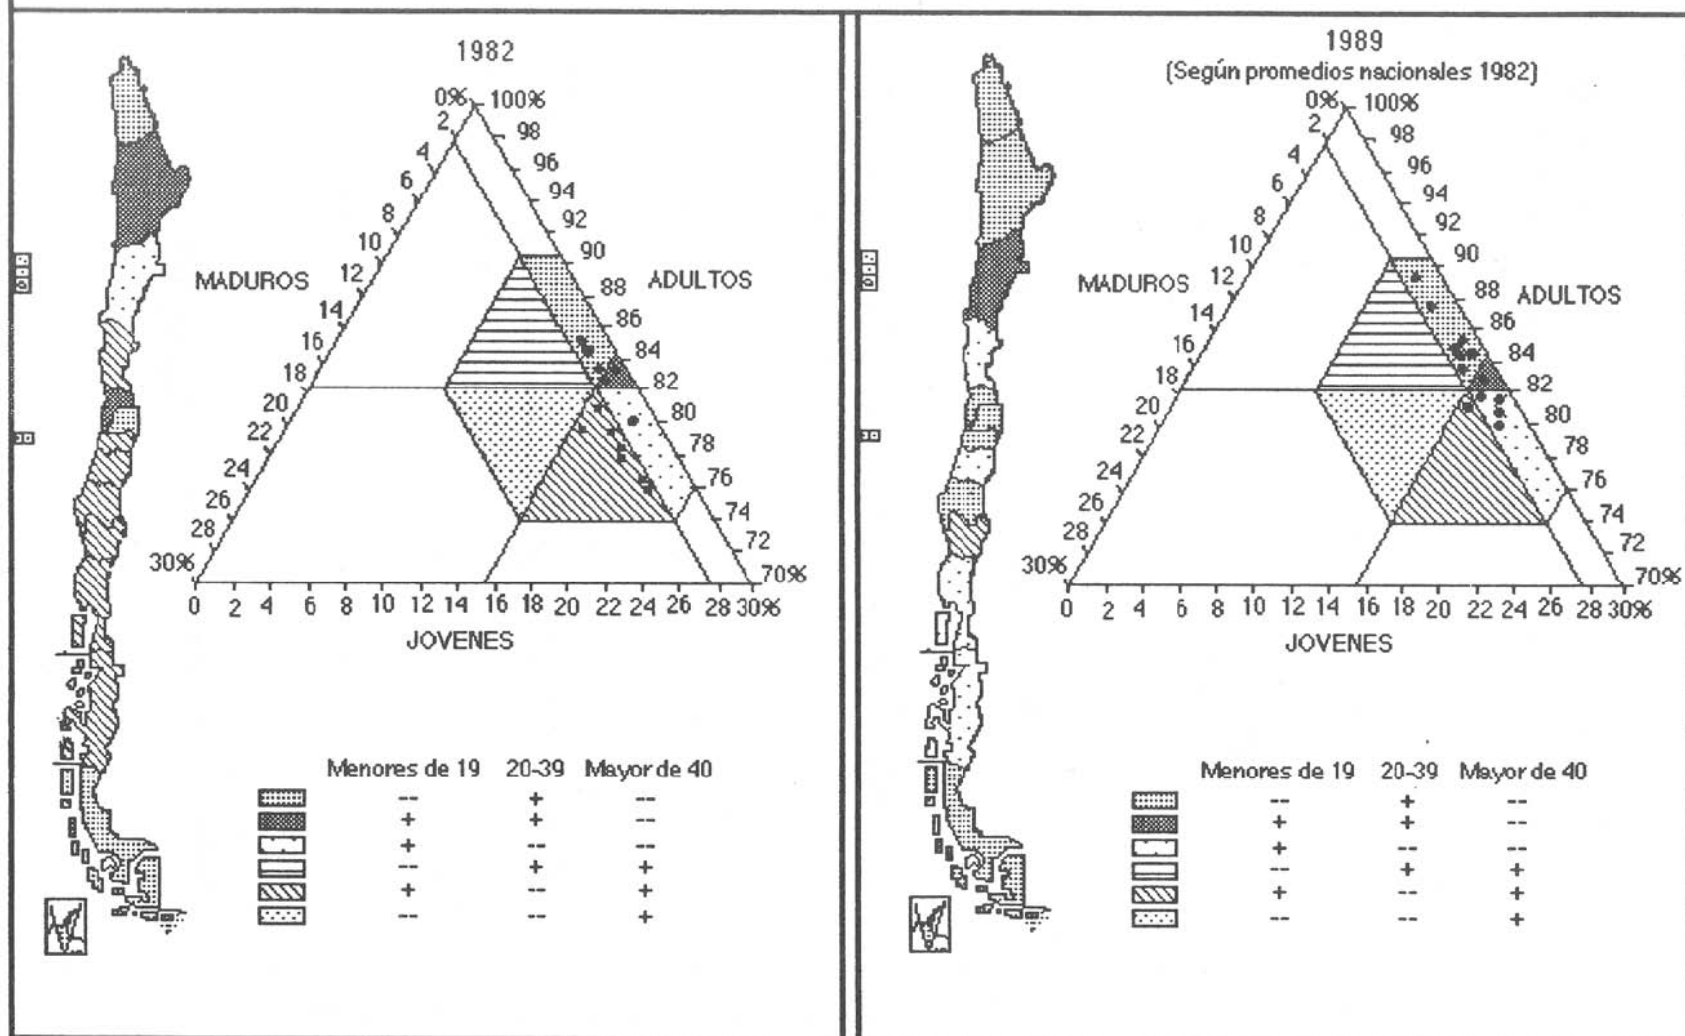 1982
0% 100%
2 98
4 96
6 94
8 92
10 90
12 88
14 86
16 84
18 82
20 80
22 78
24 76
26 74
28 72
30% 70%
MADUROS ADULTOS
0 2 4 6 8 10 12 14 16 18 20 22 24 26 28 30%
JOVENES
Menores de 19 20-39 Mayor de 40
-- + --
+ + --
+ -- --
-- + +
+ -- +
-- -- +
1989
(Según promedios nacionales 1982)
0% 100%
2 98
4 96
6 94
8 92
10 90
12 88
14 86
16 84
18 82
20 80
22 78
24 76
26 74
28 72
30% 70%
MADUROS ADULTOS
0 2 4 6 8 10 12 14 16 18 20 22 24 26 28 30%
JOVENES
Menores de 19 20-39 Mayor de 40
-- + --
+ + --
+ -- --
-- + +
+ -- +
-- -- +